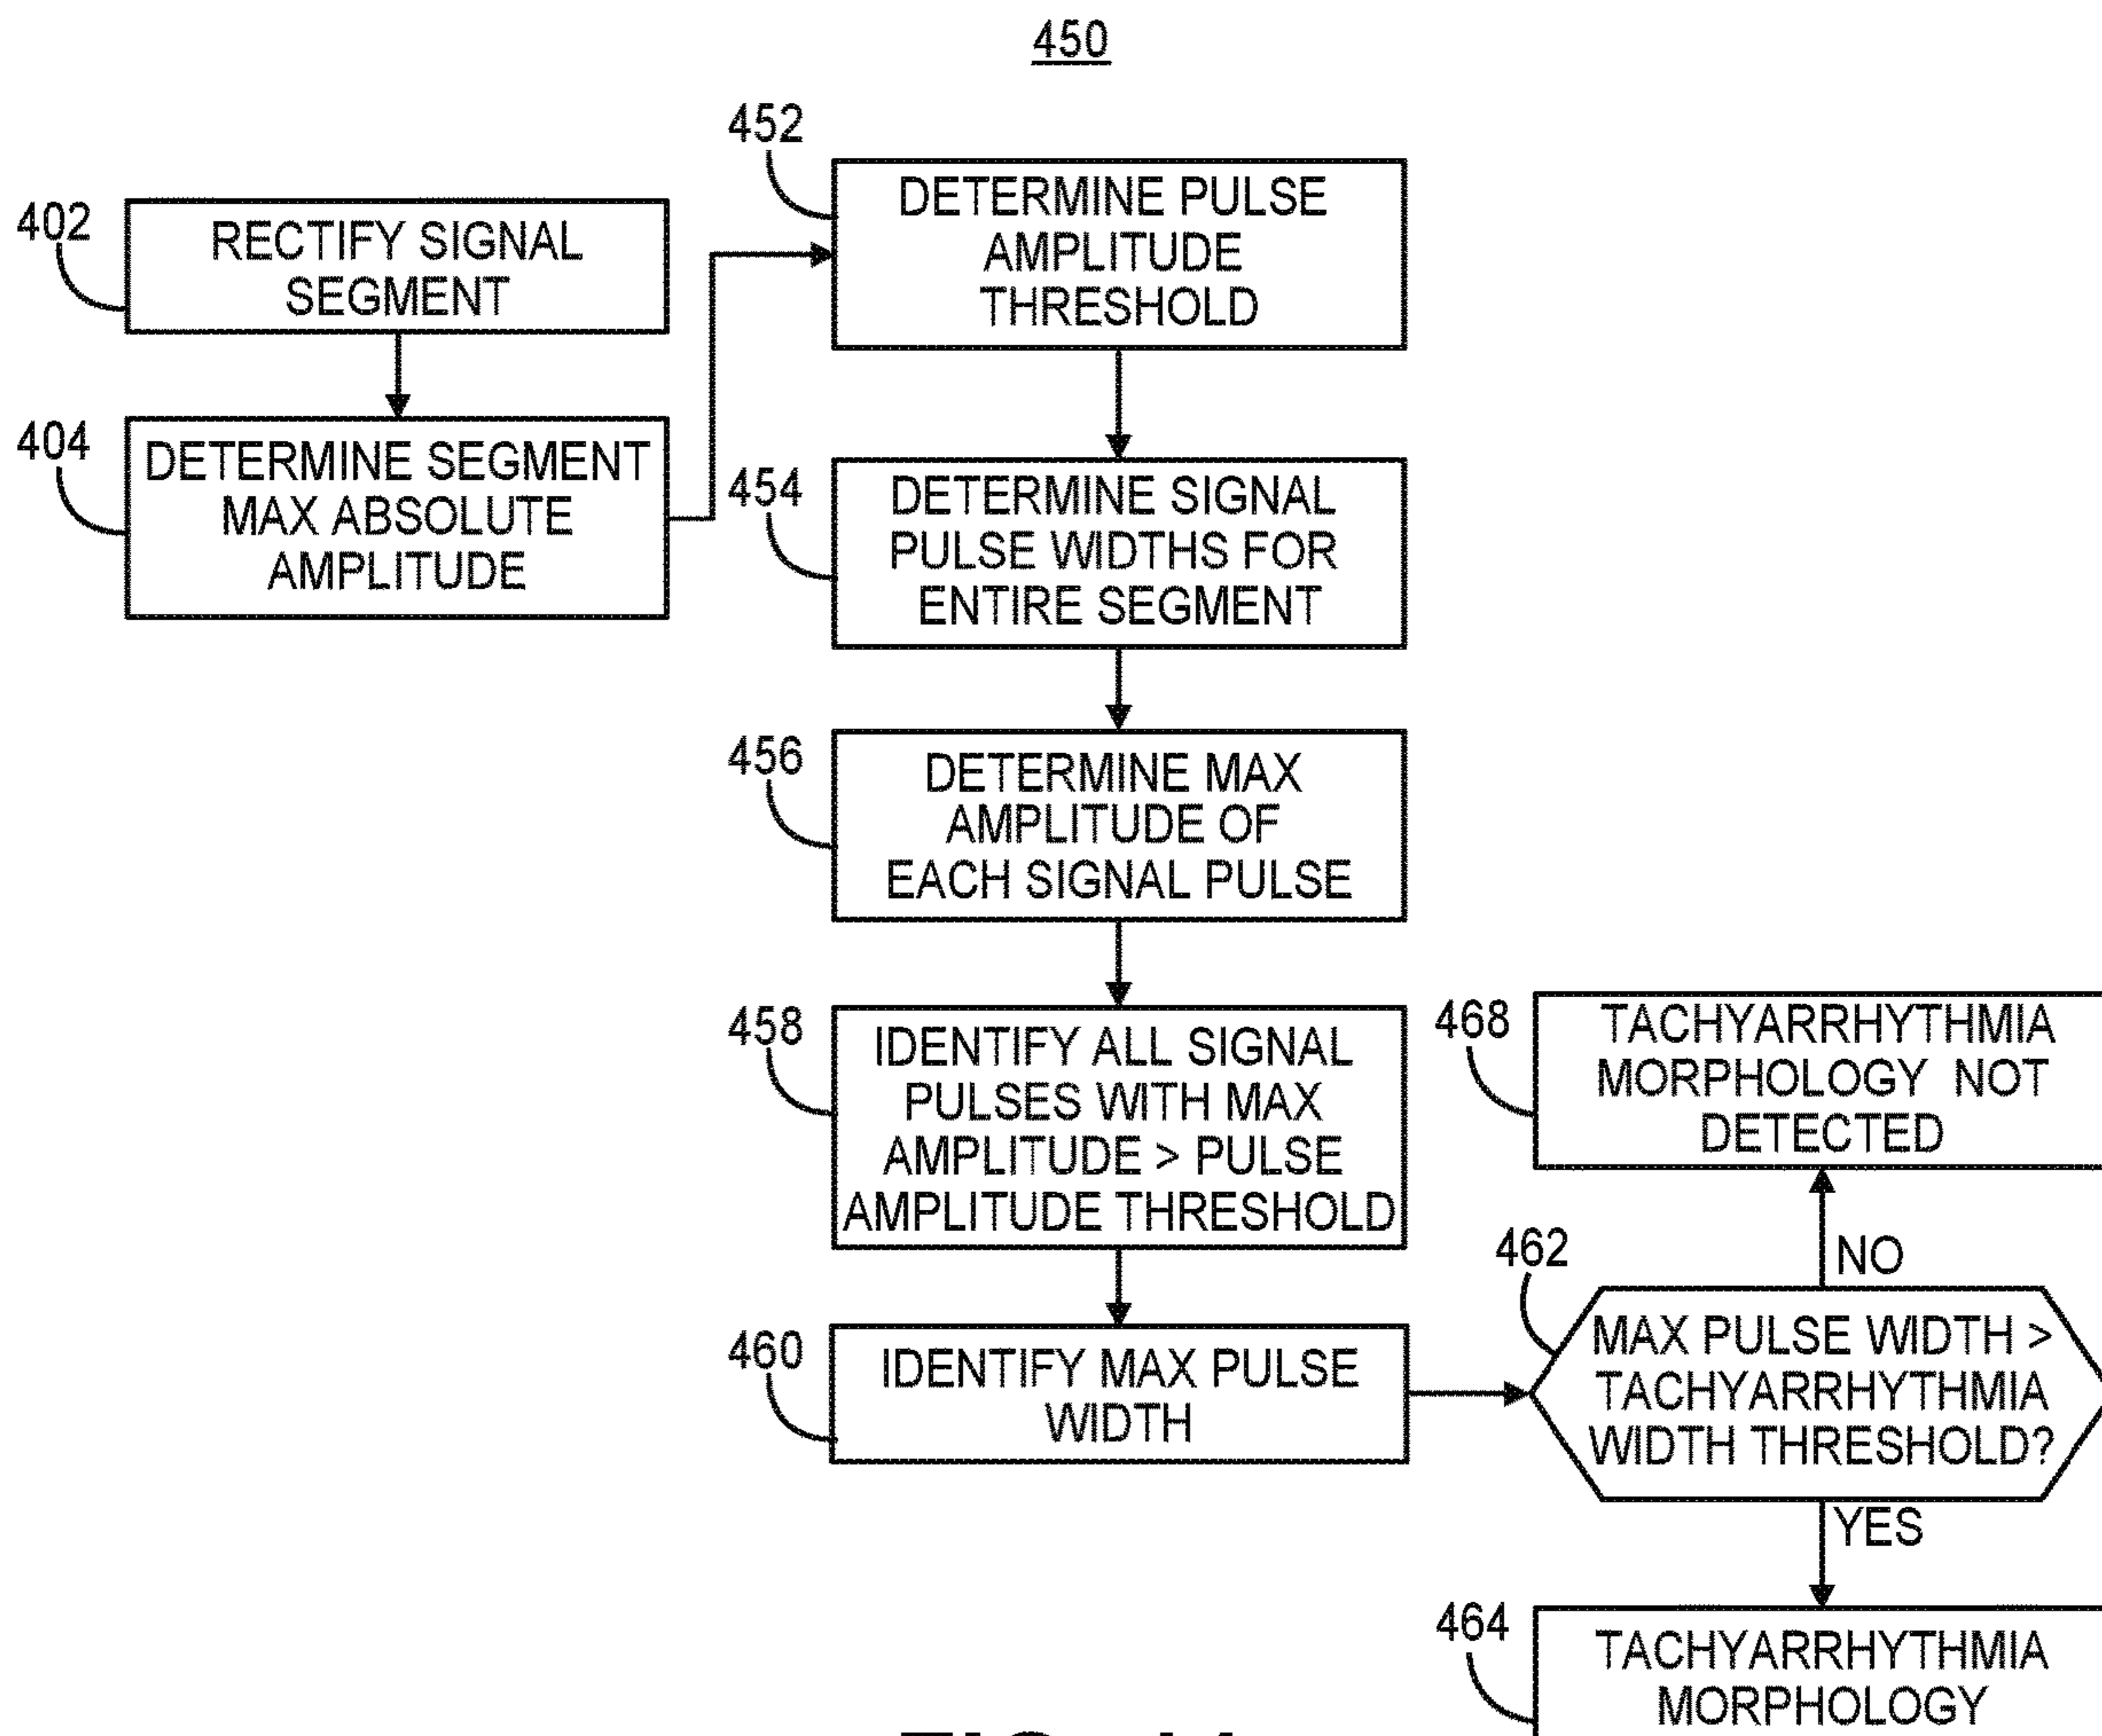 450
402
RECTIFY SIGNAL
SEGMENT
404
DETERMINE SEGMENT
MAX ABSOLUTE
AMPLITUDE
452
DETERMINE PULSE
AMPLITUDE
THRESHOLD
454
DETERMINE SIGNAL
PULSE WIDTHS FOR
ENTIRE SEGMENT
456
DETERMINE MAX
AMPLITUDE OF
EACH SIGNAL PULSE
458
IDENTIFY ALL SIGNAL
PULSES WITH MAX
AMPLITUDE > PULSE
AMPLITUDE THRESHOLD
460
IDENTIFY MAX PULSE
WIDTH
462
MAX PULSE WIDTH >
TACHYARRHYTHMIA
WIDTH THRESHOLD?
NO
468
TACHYARRHYTHMIA
MORPHOLOGY NOT
DETECTED
YES
464
TACHYARRHYTHMIA
MORPHOLOGY